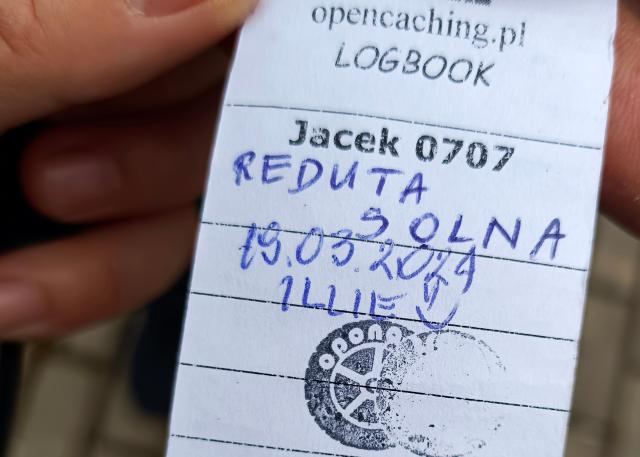 opencaching.pl
LOGBOOK
Jacek 0707
REDUTA
SOLNA
19.03.2024
ILLIE